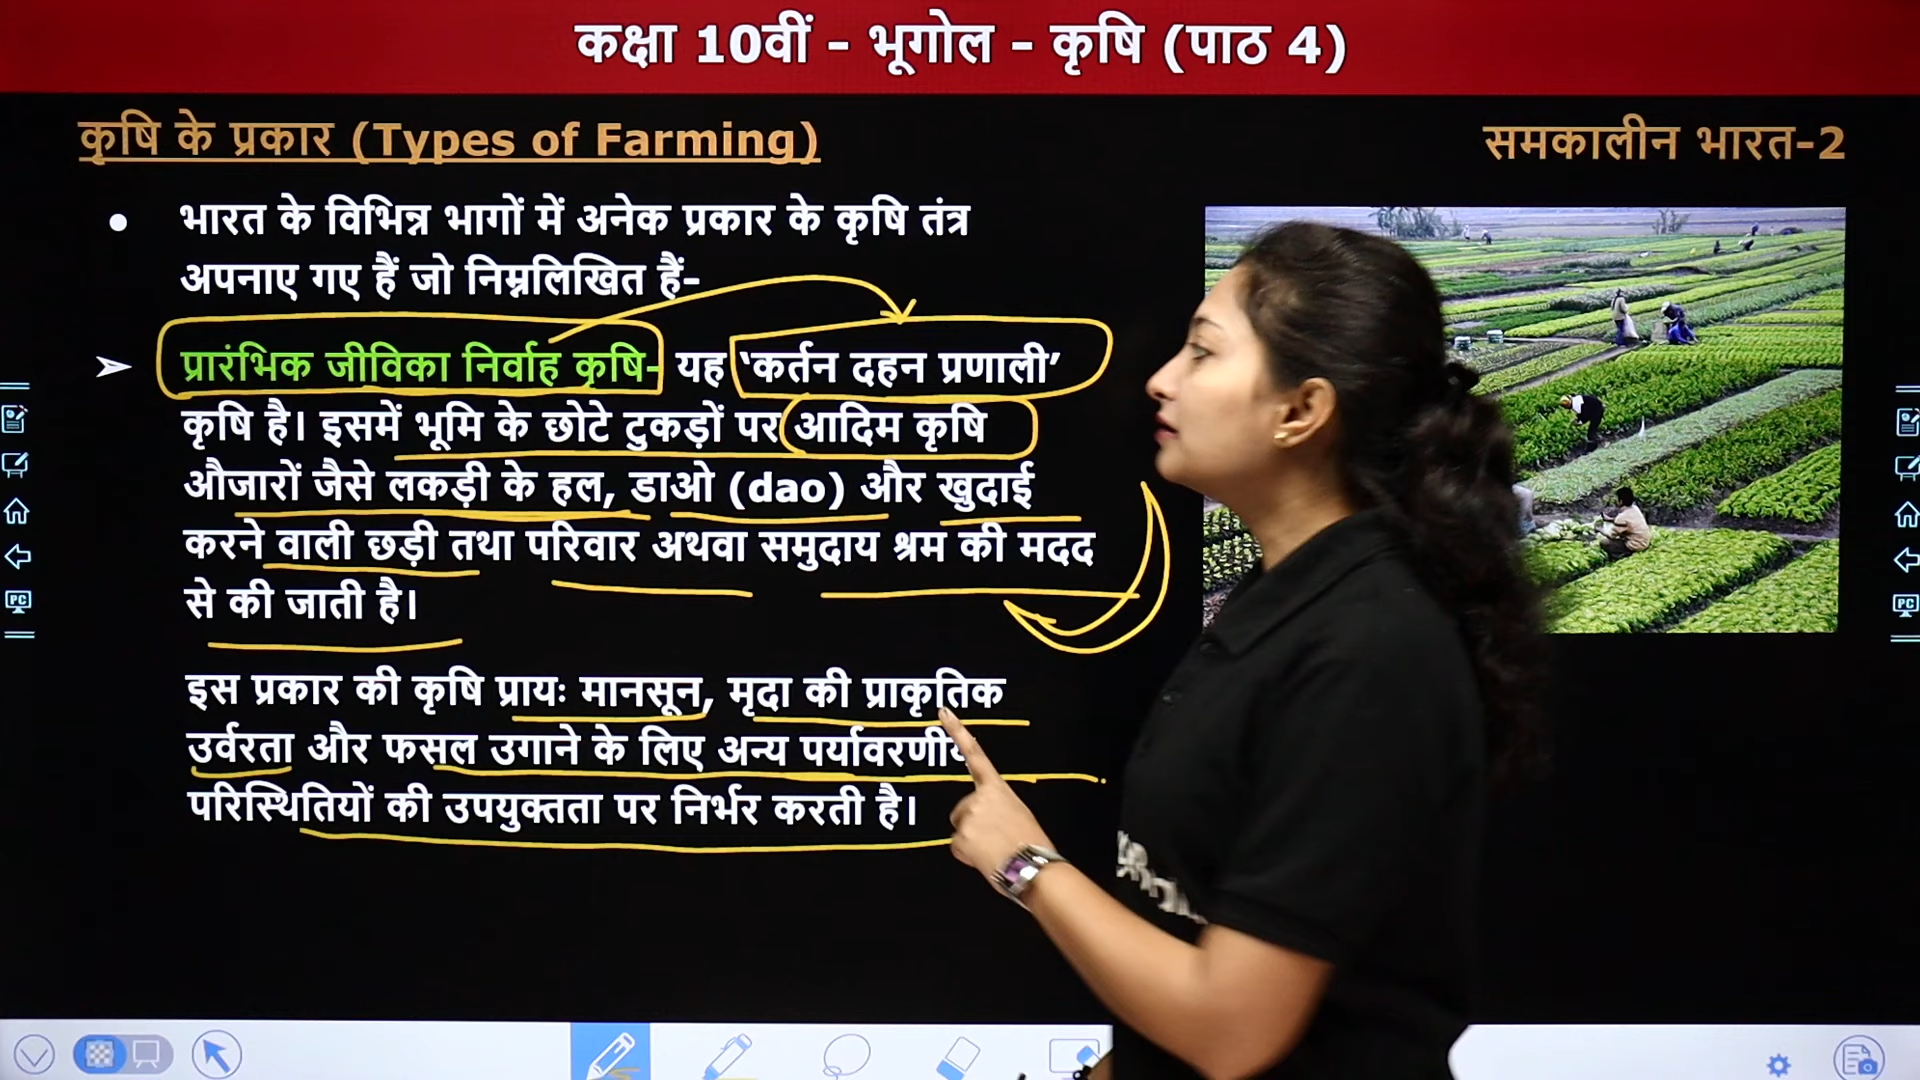 कक्षा 10वीं - भूगोल - कृषि (पाठ 4)
कृषि के प्रकार (Types of Farming)
समकालीन भारत-2
● भारत के विभिन्न भागों में अनेक प्रकार के कृषि तंत्र
अपनाए गए हैं जो निम्नलिखित हैं-
➢ प्रारंभिक जीविका निर्वाह कृषि- यह ‘कर्तन दहन प्रणाली’
कृषि है। इसमें भूमि के छोटे टुकड़ों पर आदिम कृषि
औजारों जैसे लकड़ी के हल, डाओ (dao) और खुदाई
करने वाली छड़ी तथा परिवार अथवा समुदाय श्रम की मदद
से की जाती है।
इस प्रकार की कृषि प्रायः मानसून, मृदा की प्राकृतिक
उर्वरता और फसल उगाने के लिए अन्य पर्यावरणीय
परिस्थितियों की उपयुक्तता पर निर्भर करती है।
PC
PC